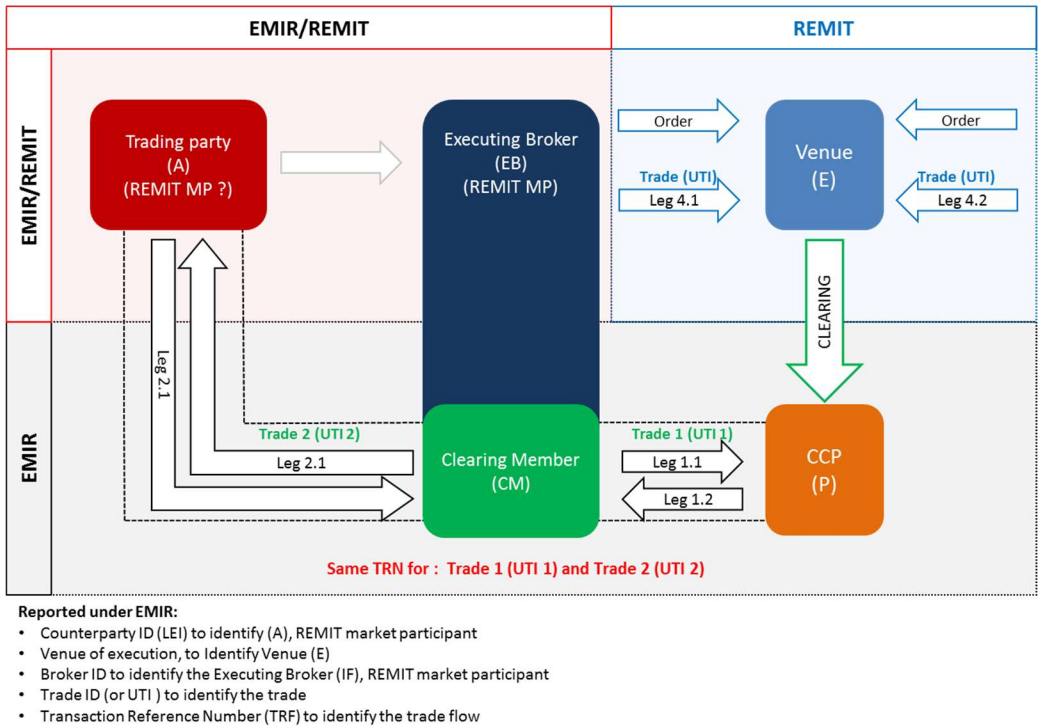 EMIR/REMIT
REMIT
EMIR/REMIT
Trading party
(A)
(REMIT MP ?)
Executing Broker
(EB)
(REMIT MP)
Order
Venue
(E)
Order
Trade (UTI)
Leg 4.1
Trade (UTI)
Leg 4.2
CLEARING
EMIR
Leg 2.1
Trade 2 (UTI 2)
Leg 2.1
Clearing Member
(CM)
Trade 1 (UTI 1)
Leg 1.1
Leg 1.2
CCP
(P)
Same TRN for : Trade 1 (UTI 1) and Trade 2 (UTI 2)
Reported under EMIR:
• Counterparty ID (LEI) to identify (A), REMIT market participant
• Venue of execution, to Identify Venue (E)
• Broker ID to identify the Executing Broker (IF), REMIT market participant
• Trade ID (or UTI ) to identify the trade
• Transaction Reference Number (TRF) to identify the trade flow